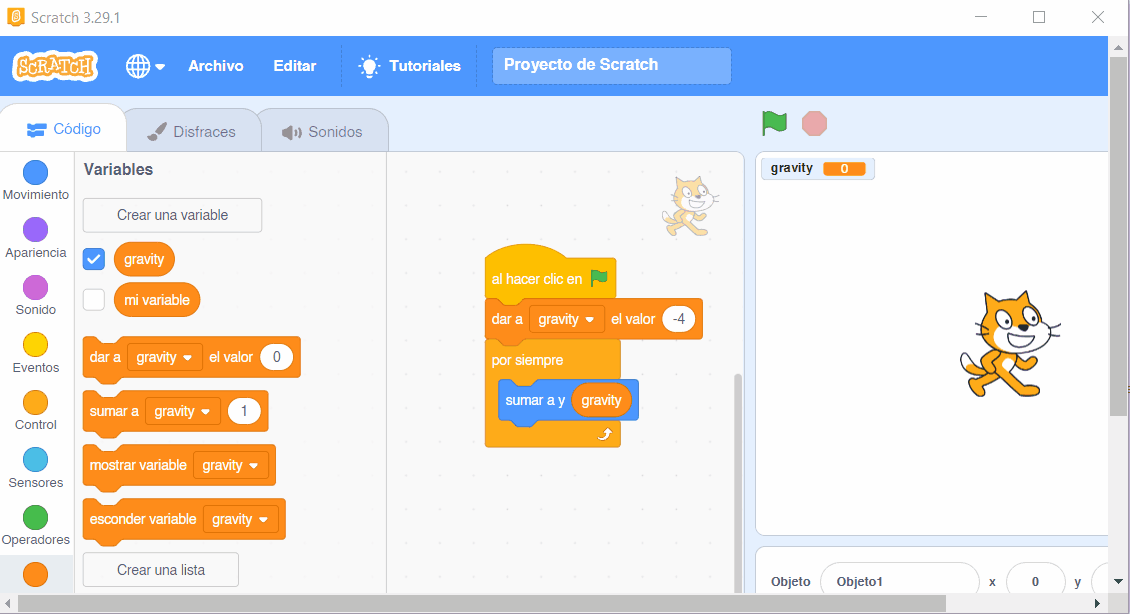 Scratch 3.29.1
SCRATCH
Archivo
Editar
Tutoriales
Proyecto de Scratch
Código
Disfraces
Sonidos
Movimiento
Apariencia
Sonido
Eventos
Control
Sensores
Operadores
Variables
Crear una variable
gravity
mi variable
dar a gravity el valor 0
sumar a gravity 1
mostrar variable gravity
esconder variable gravity
Crear una lista
al hacer clic en
dar a gravity el valor -4
por siempre
sumar a y gravity
gravity 0
Objeto Objeto1 x 0 y